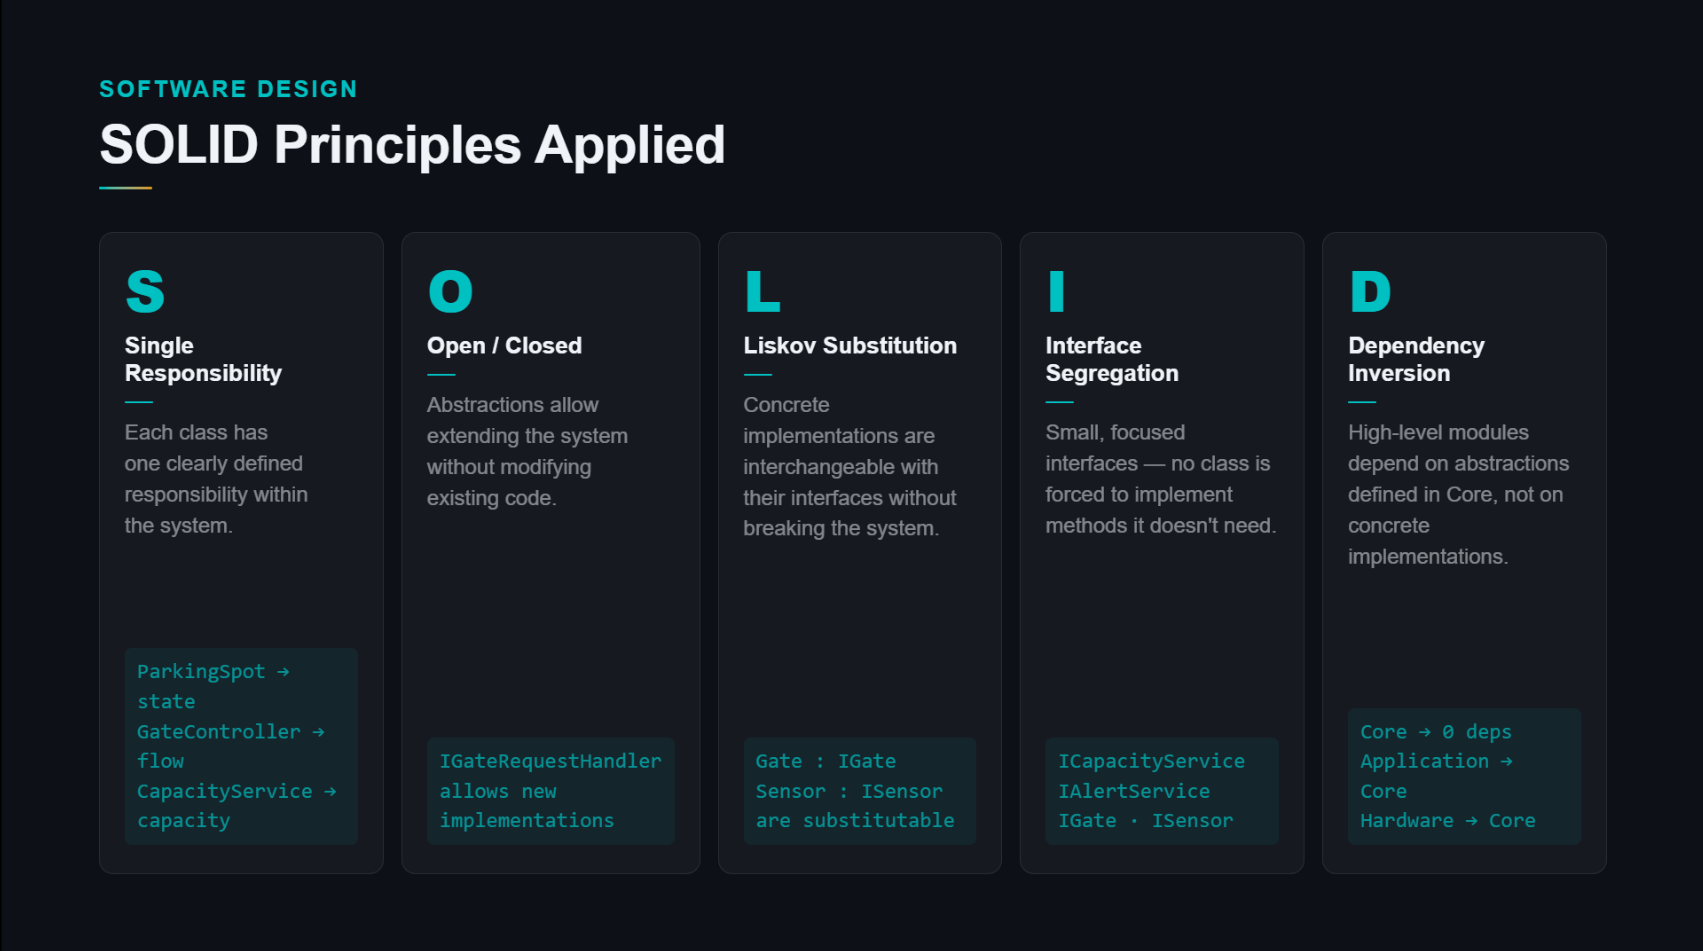 SOFTWARE DESIGN
SOLID Principles Applied
S
Single
Responsibility
Each class has
one clearly defined
responsibility within
the system.
ParkingSpot →
state
GateController →
flow
CapacityService →
capacity
O
Open / Closed
Abstractions allow
extending the system
without modifying
existing code.
IGateRequestHandler
allows new
implementations
L
Liskov Substitution
Concrete
implementations are
interchangeable with
their interfaces without
breaking the system.
Gate : IGate
Sensor : ISensor
are substitutable
I
Interface
Segregation
Small, focused
interfaces — no class is
forced to implement
methods it doesn't need.
ICapacityService
IAlertService
IGate · ISensor
D
Dependency
Inversion
High-level modules
depend on abstractions
defined in Core, not on
concrete
implementations.
Core → 0 deps
Application →
Core
Hardware → Core